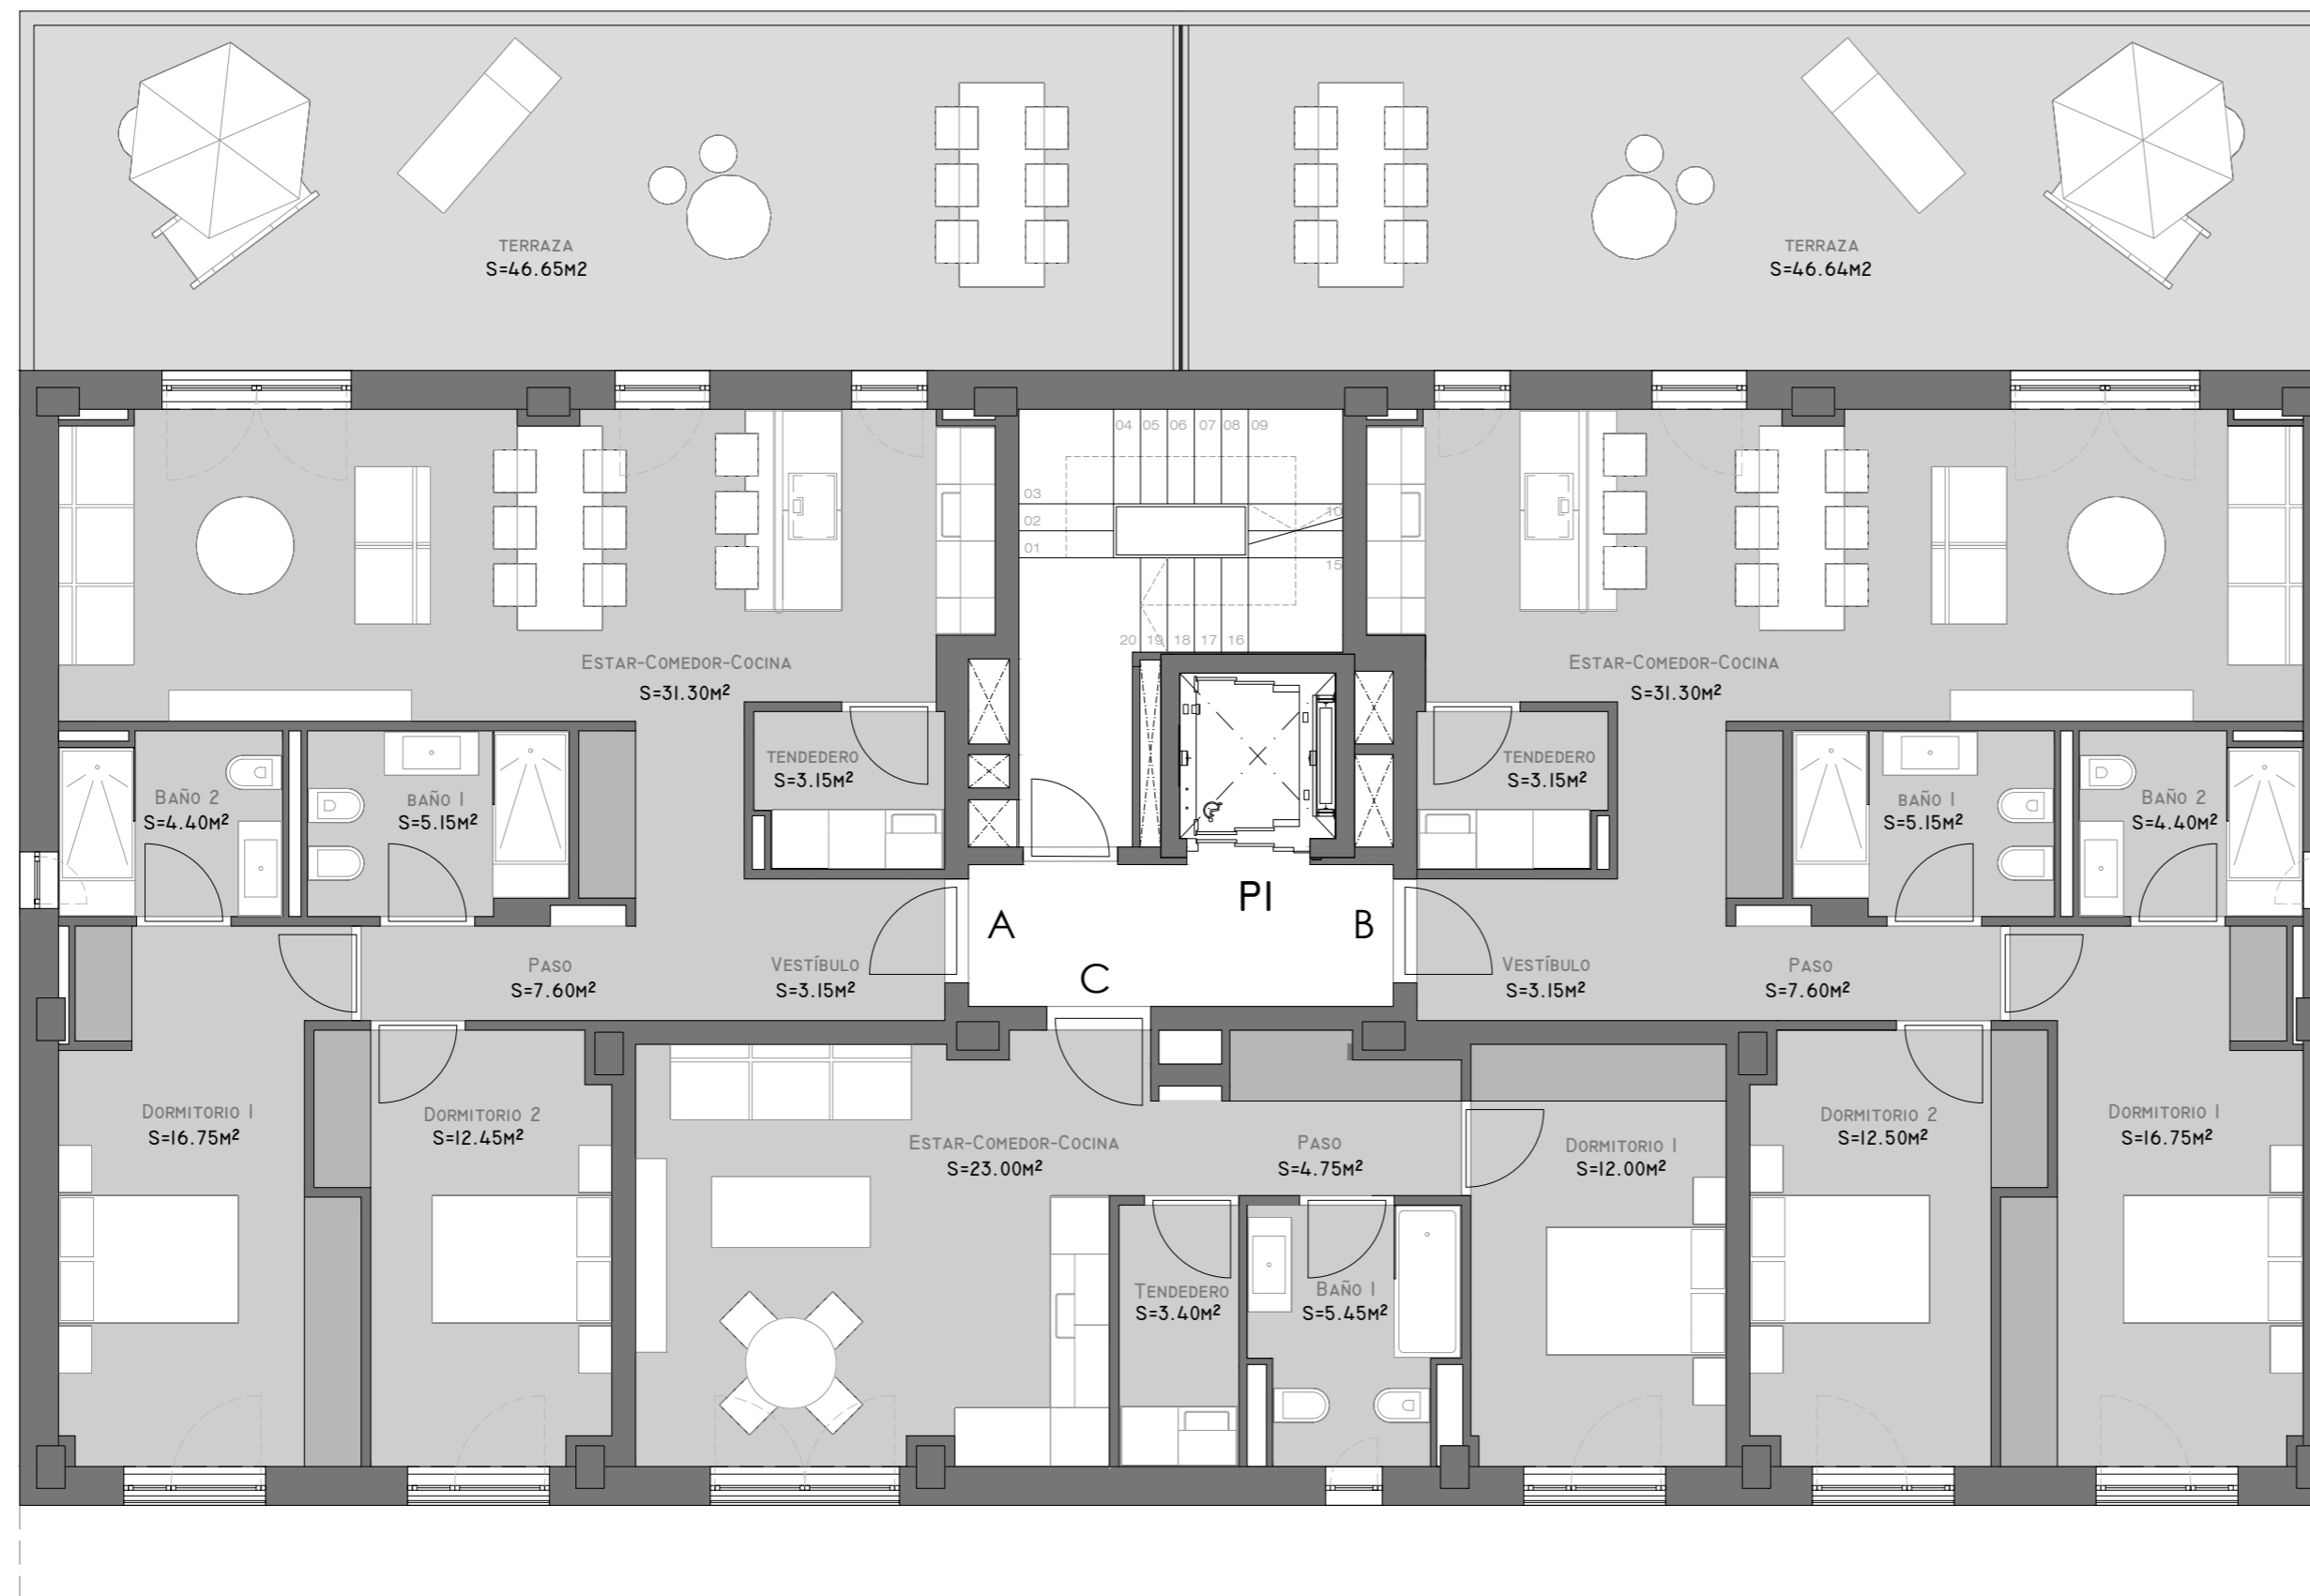 TERRAZA
S=46.65M2
TERRAZA
S=46.64M2
04 05 06 07 08 09
03
02
01
10
15
20 19 18 17 16
ESTAR-COMEDOR-COCINA
S=31.30M²
ESTAR-COMEDOR-COCINA
S=31.30M²
TENDEDERO
S=3.15M²
TENDEDERO
S=3.15M²
BAÑO 2
S=4.40M²
BAÑO 1
S=5.15M²
BAÑO 1
S=5.15M²
BAÑO 2
S=4.40M²
P1
A
B
C
PASO
S=7.60M²
VESTÍBULO
S=3.15M²
VESTÍBULO
S=3.15M²
PASO
S=7.60M²
DORMITORIO 1
S=16.75M²
DORMITORIO 2
S=12.45M²
ESTAR-COMEDOR-COCINA
S=23.00M²
PASO
S=4.75M²
DORMITORIO 1
S=12.00M²
DORMITORIO 2
S=12.50M²
DORMITORIO 1
S=16.75M²
TENDEDERO
S=3.40M²
BAÑO 1
S=5.45M²